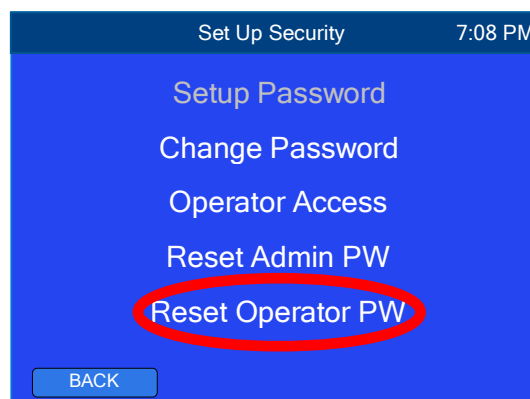 Set Up Security 7:08 PM
Setup Password
Change Password
Operator Access
Reset Admin PW
Reset Operator PW
BACK